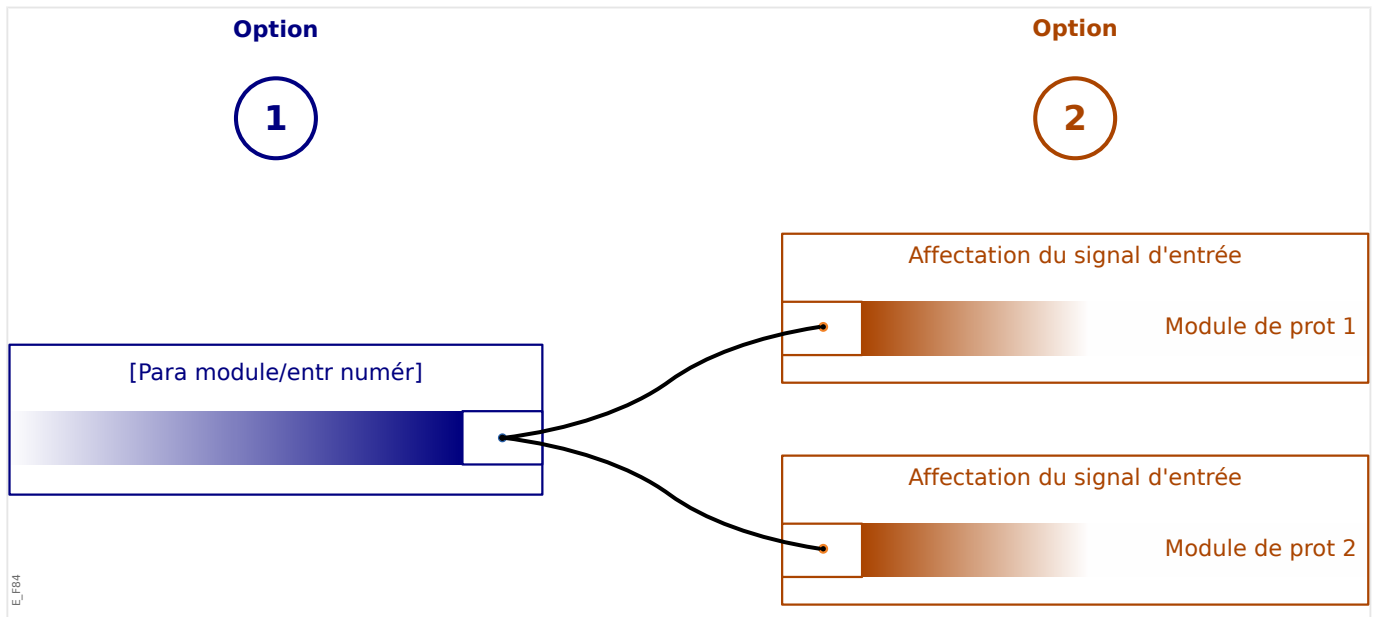 Option
1
Option
2
[Para module/entr numér]
Affectation du signal d'entrée
Module de prot 1
Affectation du signal d'entrée
Module de prot 2
E_F84